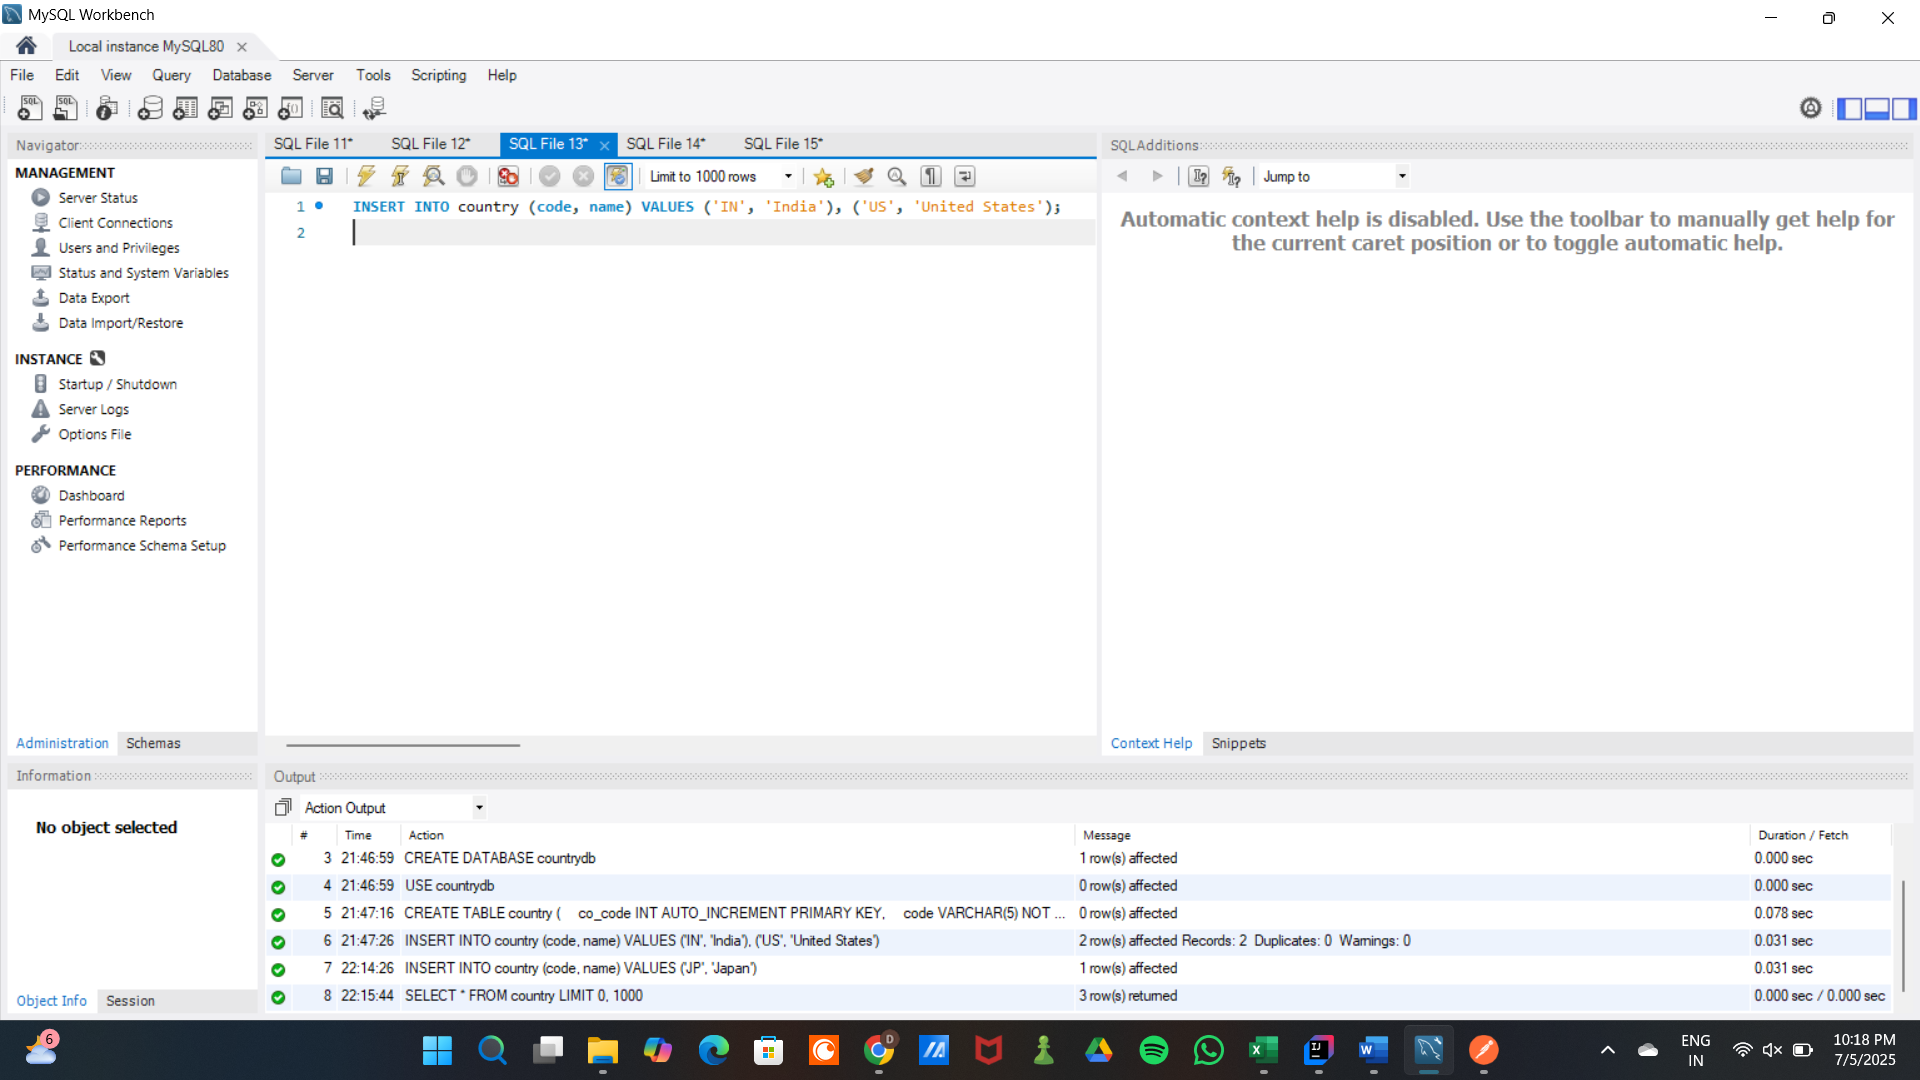 MySQL Workbench
Local instance MySQL80
File Edit View Query Database Server Tools Scripting Help
Navigator
MANAGEMENT
Server Status
Client Connections
Users and Privileges
Status and System Variables
Data Export
Data Import/Restore
INSTANCE
Startup / Shutdown
Server Logs
Options File
PERFORMANCE
Dashboard
Performance Reports
Performance Schema Setup
Administration Schemas
Information
No object selected
Object Info Session
SQL File 11* SQL File 12* SQL File 13* SQL File 14* SQL File 15*
Limit to 1000 rows
1 INSERT INTO country (code, name) VALUES ('IN', 'India'), ('US', 'United States');
2
SQLAdditions
Jump to
Automatic context help is disabled. Use the toolbar to manually get help for
the current caret position or to toggle automatic help.
Context Help Snippets
Output
Action Output
# Time Action Message Duration / Fetch
3 21:46:59 CREATE DATABASE countrydb 1 row(s) affected 0.000 sec
4 21:46:59 USE countrydb 0 row(s) affected 0.000 sec
5 21:47:16 CREATE TABLE country ( co_code INT AUTO_INCREMENT PRIMARY KEY, code VARCHAR(5) NOT ... 0 row(s) affected 0.078 sec
6 21:47:26 INSERT INTO country (code, name) VALUES ('IN', 'India'), ('US', 'United States') 2 row(s) affected Records: 2 Duplicates: 0 Warnings: 0 0.031 sec
7 22:14:26 INSERT INTO country (code, name) VALUES ('JP', 'Japan') 1 row(s) affected 0.031 sec
8 22:15:44 SELECT * FROM country LIMIT 0, 1000 3 row(s) returned 0.000 sec / 0.000 sec
6
D
ENG
IN
10:18 PM
7/5/2025